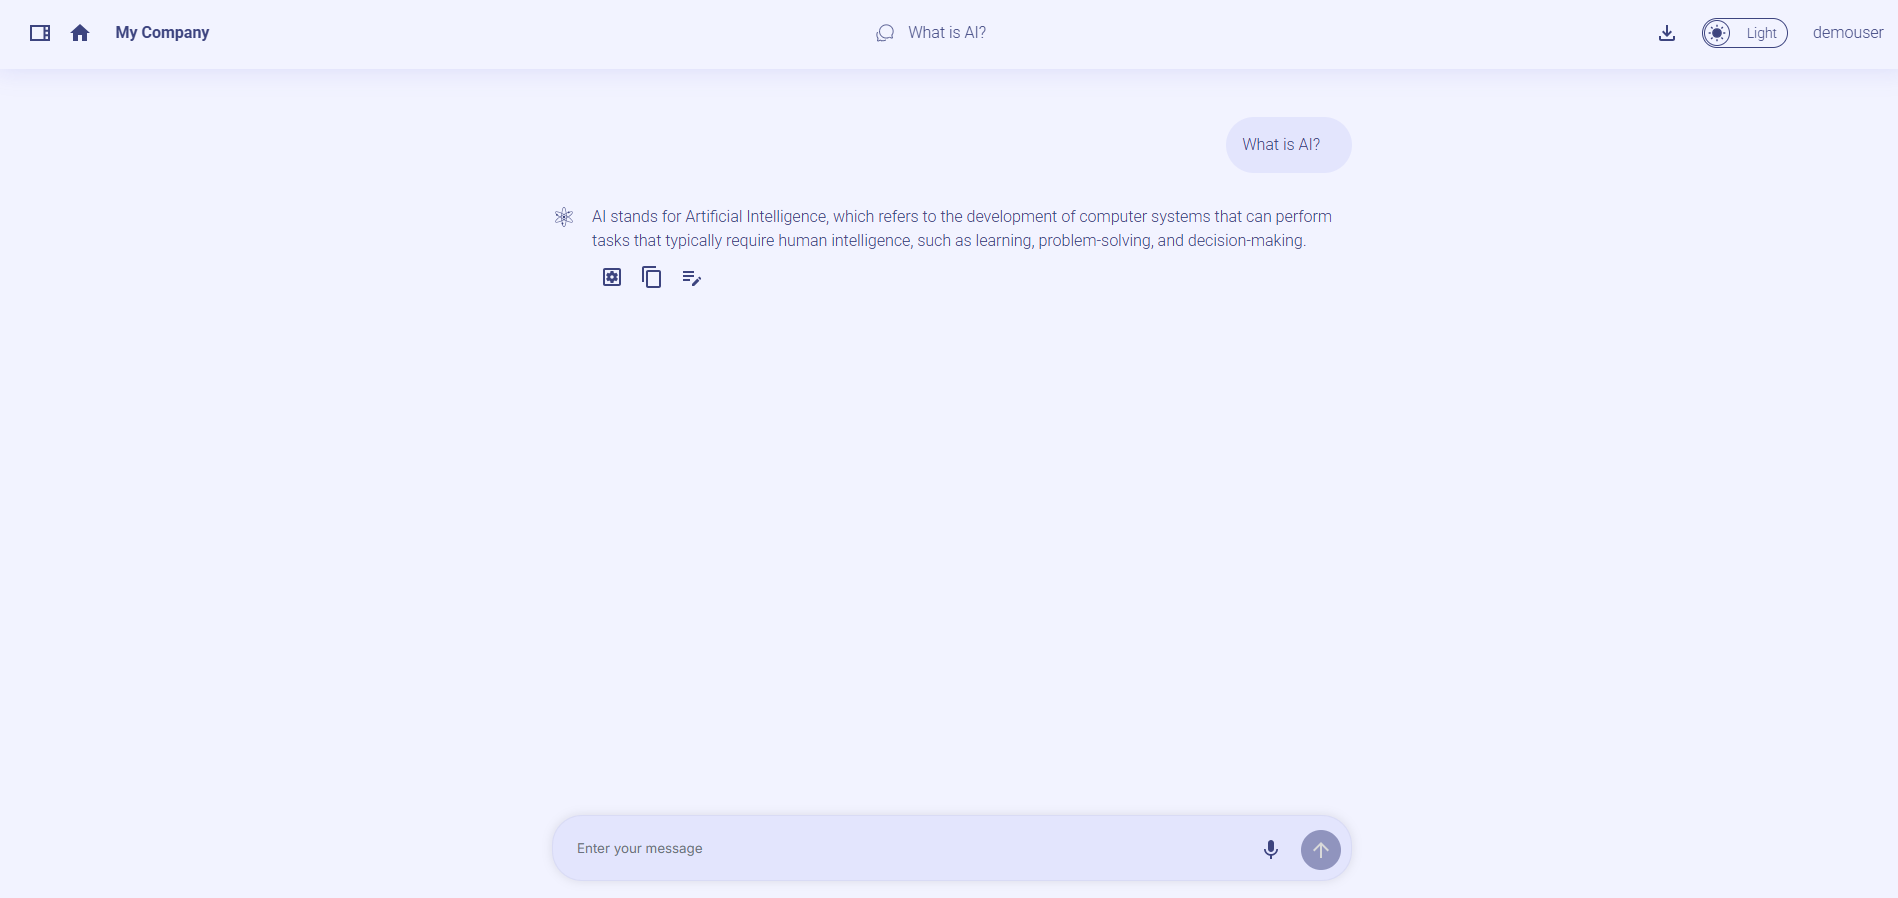 My Company
What is AI?
Light
demouser
What is AI?
AI stands for Artificial Intelligence, which refers to the development of computer systems that can perform
tasks that typically require human intelligence, such as learning, problem-solving, and decision-making.
Enter your message